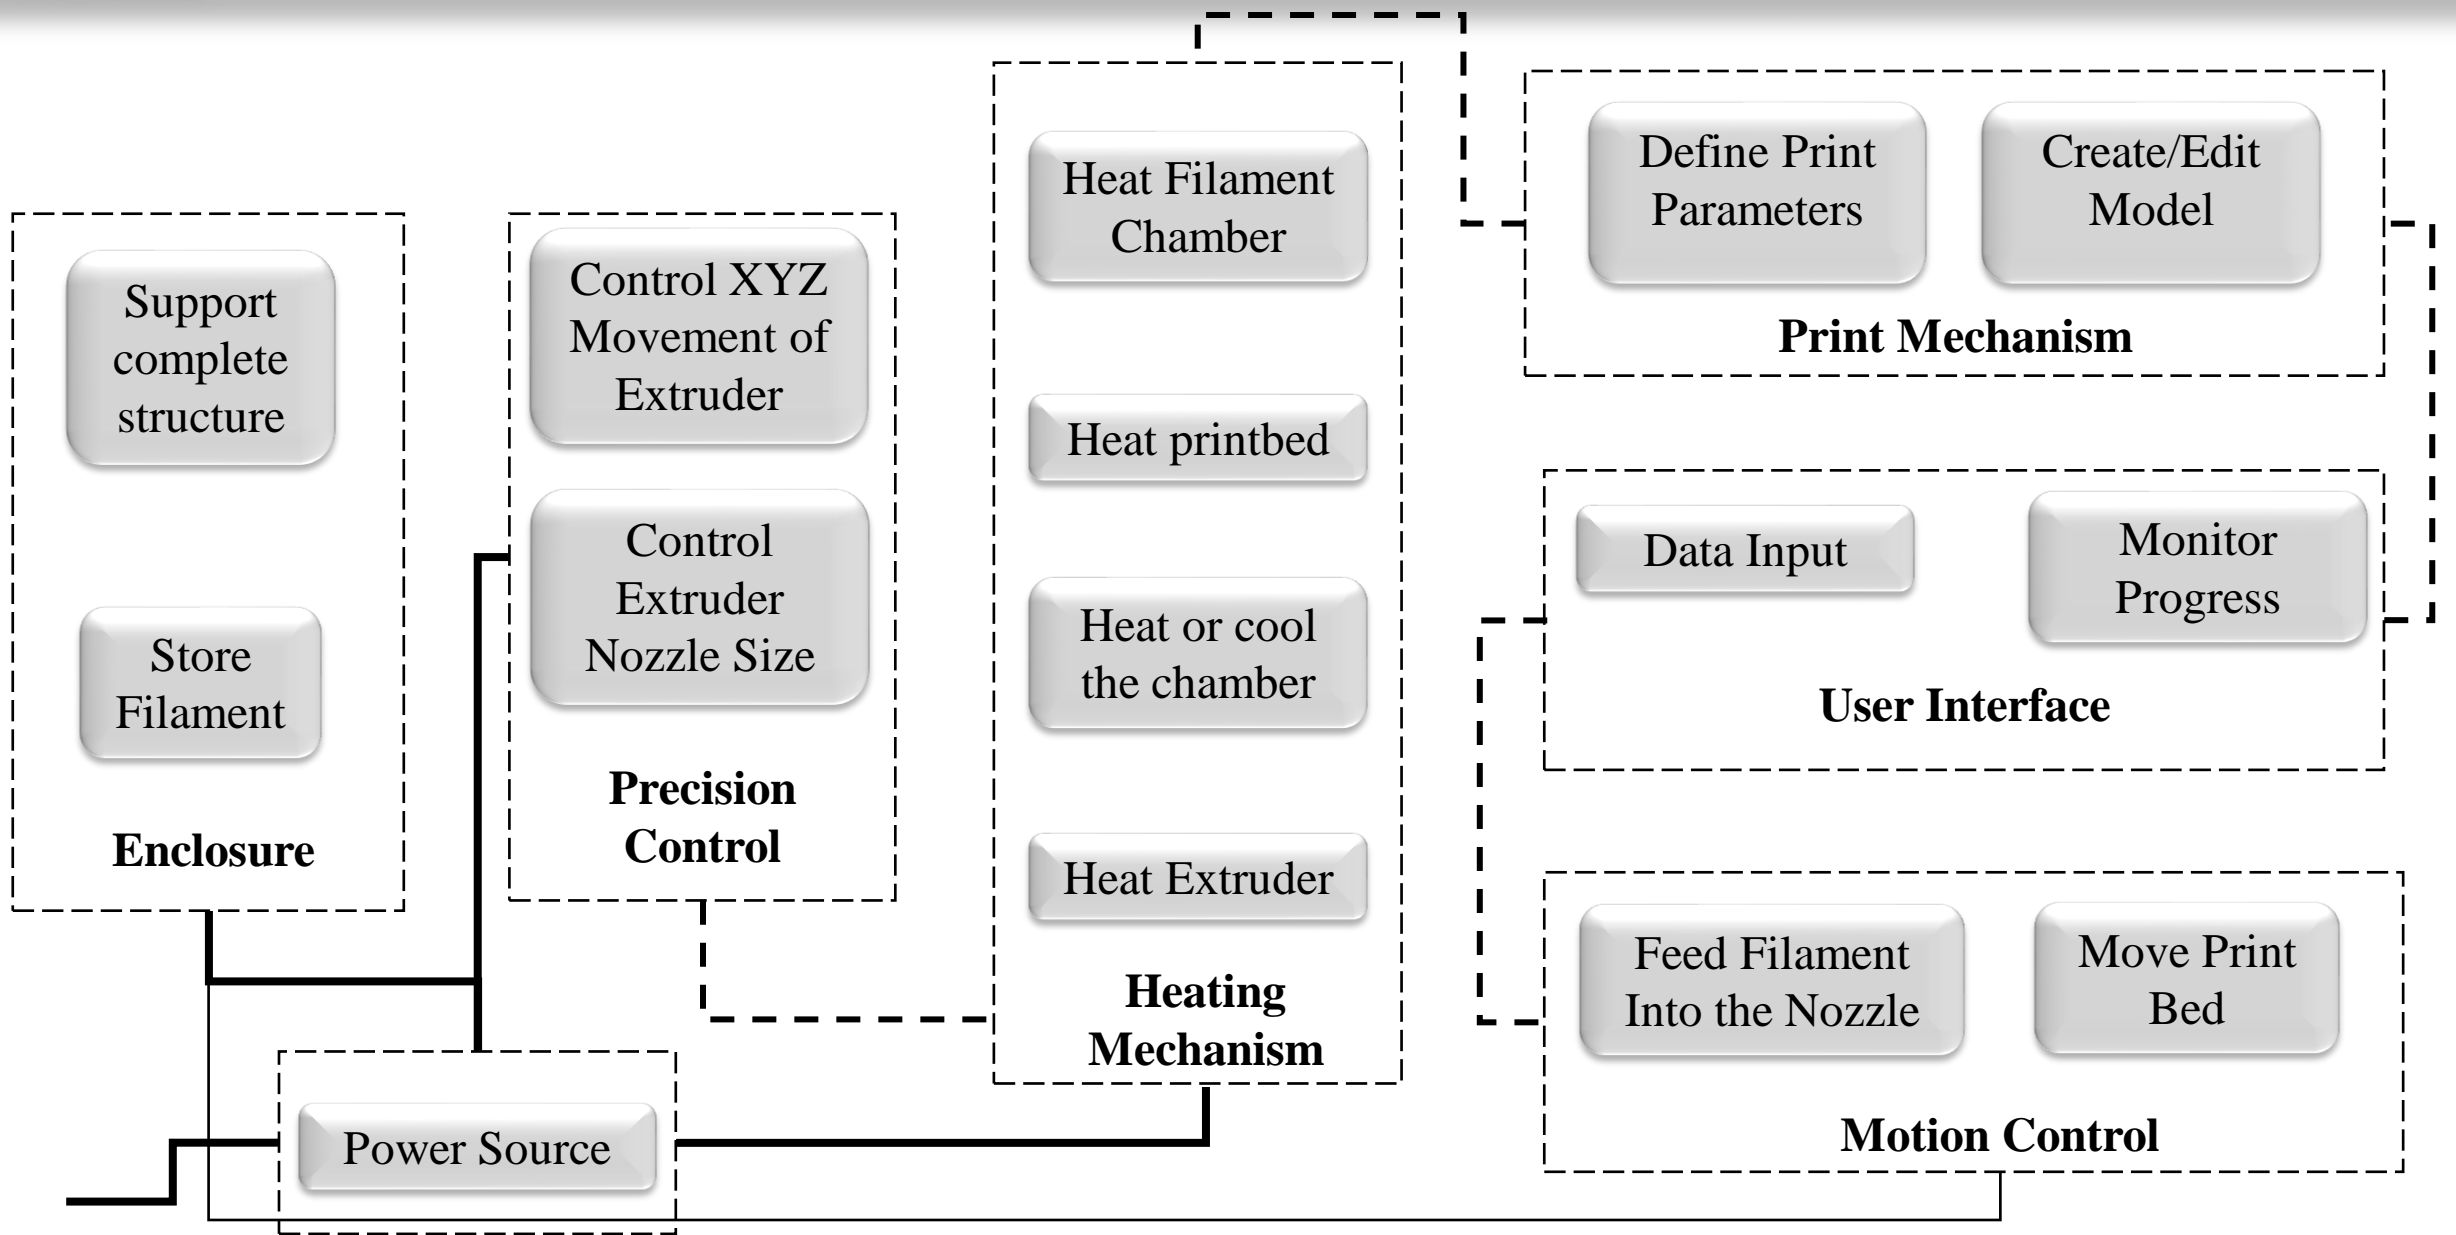 Support
complete
structure
Store
Filament
Enclosure
Control XYZ
Movement of
Extruder
Control
Extruder
Nozzle Size
Precision
Control
Heat Filament
Chamber
Heat printbed
Heat or cool
the chamber
Heat Extruder
Heating
Mechanism
Define Print
Parameters
Create/Edit
Model
Print Mechanism
Data Input
Monitor
Progress
User Interface
Feed Filament
Into the Nozzle
Move Print
Bed
Motion Control
Power Source